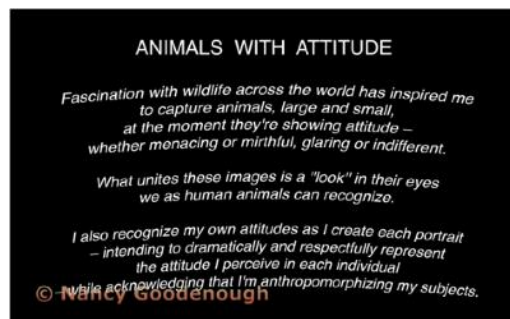 ANIMALS WITH ATTITUDE
Fascination with wildlife across the world has inspired me
to capture animals, large and small,
at the moment they're showing attitude –
whether menacing or mirthful, glaring or indifferent.
What unites these images is a "look" in their eyes
we as human animals can recognize.
I also recognize my own attitudes as I create each portrait
– intending to dramatically and respectfully represent
the attitude I perceive in each individual
– while acknowledging that I'm anthropomorphizing my subjects.
© Nancy Goodenough